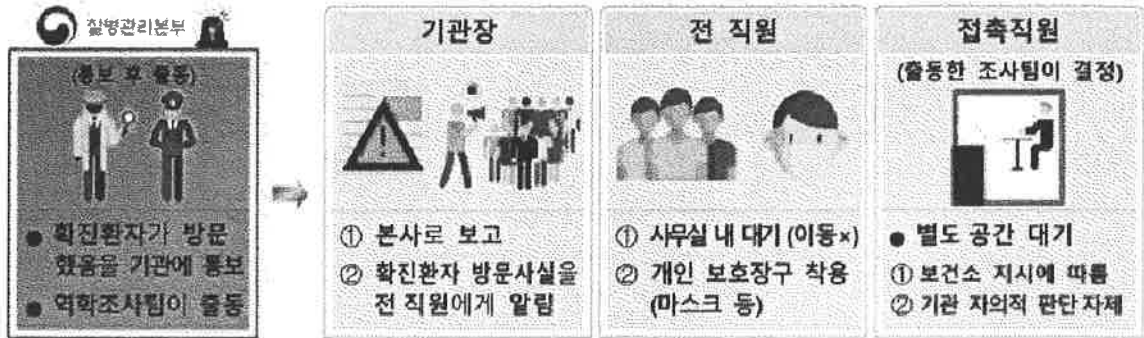 질병관리본부
(통보 후 출동)
● 확진환자가 방문
했음을 기관에 통보
● 역학조사팀이 출동
기관장
① 본사로 보고
② 확진환자 방문사실을
전 직원에게 알림
전 직원
① 사무실 내 대기 (이동×)
② 개인 보호장구 착용
(마스크 등)
접촉직원
(출동한 조사팀이 결정)
● 별도 공간 대기
① 보건소 지시에 따름
② 기관 자의적 판단 자제